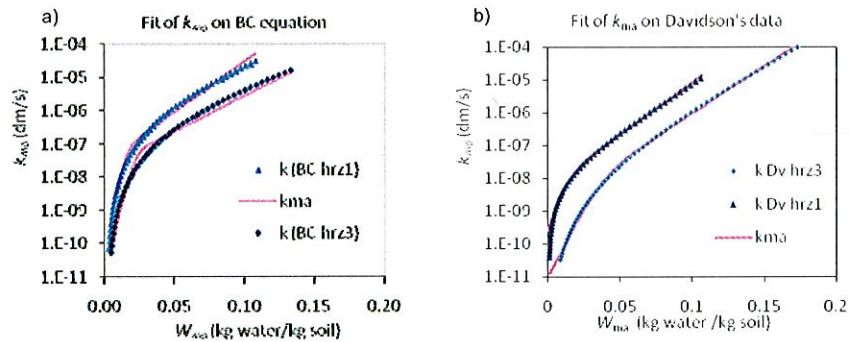 a)
Fit of kma on BC equation
1.E-04
1.E-05
1.E-06
1.E-07
1.E-08
1.E-09
1.E-10
1.E-11
kma (dm/s)
k (BC hrz1)
kma
k (BC hrz3)
0.00
0.05
0.10
0.15
0.20
Wma (kg water/kg soil)
b)
Fit of kma on Davidson's data
1.E-04
1.E-05
1.E-06
1.E-07
1.E-08
1.E-09
1.E-10
1.E-11
kma (dm/s)
k Dv hrz3
k Dv hrz1
kma
0
0.05
0.1
0.15
0.2
Wma (kg water /kg soil)